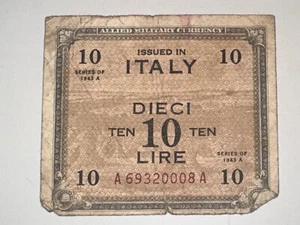 ALLIED MILITARY CURRENCY
10 ISSUED IN 10
ITALY
SERIES OF 1943 A
DIECI
TEN 10 TEN
LIRE
SERIES OF 1943 A
10 A 69320008 A 10